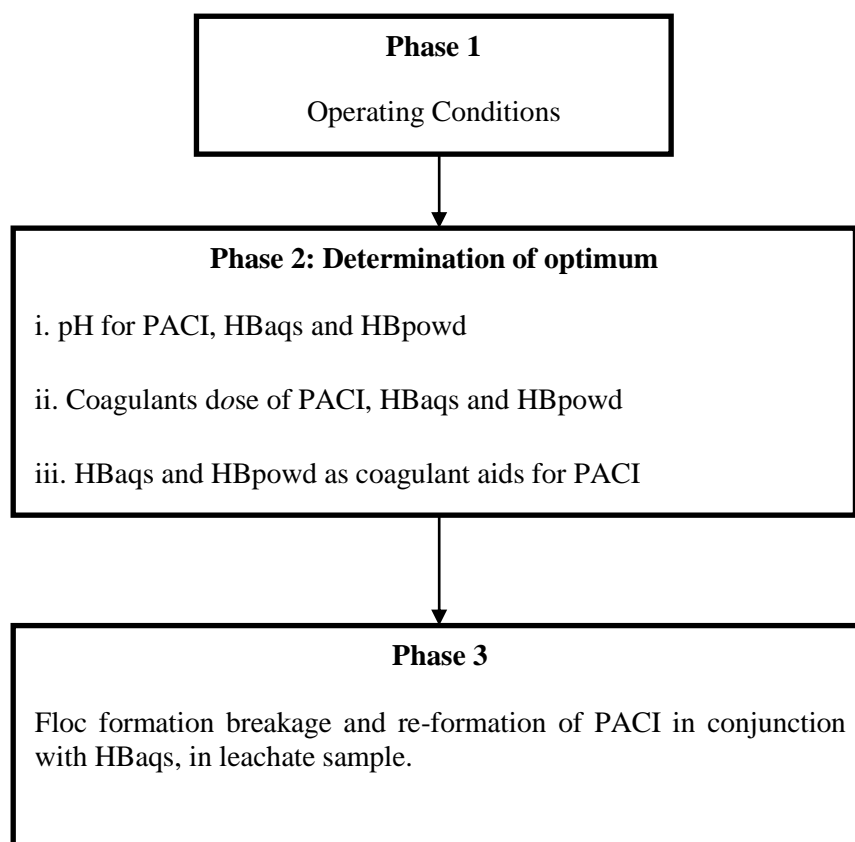 Phase 1
Operating Conditions
Phase 2: Determination of optimum
i. pH for PACI, HBaqs and HBpowd
ii. Coagulants dose of PACI, HBaqs and HBpowd
iii. HBaqs and HBpowd as coagulant aids for PACI
Phase 3
Floc formation breakage and re-formation of PACI in conjunction
with HBaqs, in leachate sample.